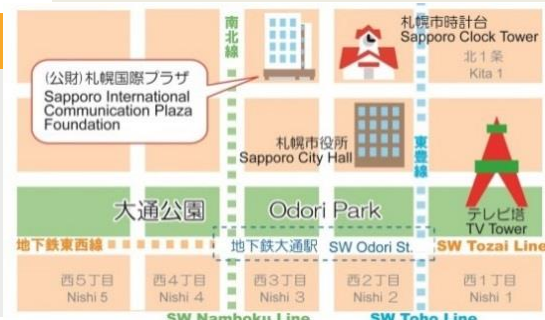 南北線
札幌市時計台
Sapporo Clock Tower
北1条
Kita 1
(公財)札幌国際プラザ
Sapporo International
Communication Plaza
Foundation
札幌市役所
Sapporo City Hall
東豊線
大通公園
Odori Park
テレビ塔
TV Tower
地下鉄東西線
地下鉄大通駅 SW Odori St.
SW Tozai Line
西5丁目
Nishi 5
西4丁目
Nishi 4
西3丁目
Nishi 3
西2丁目
Nishi 2
西1丁目
Nishi 1
SW Namboku Line
SW Toho Line